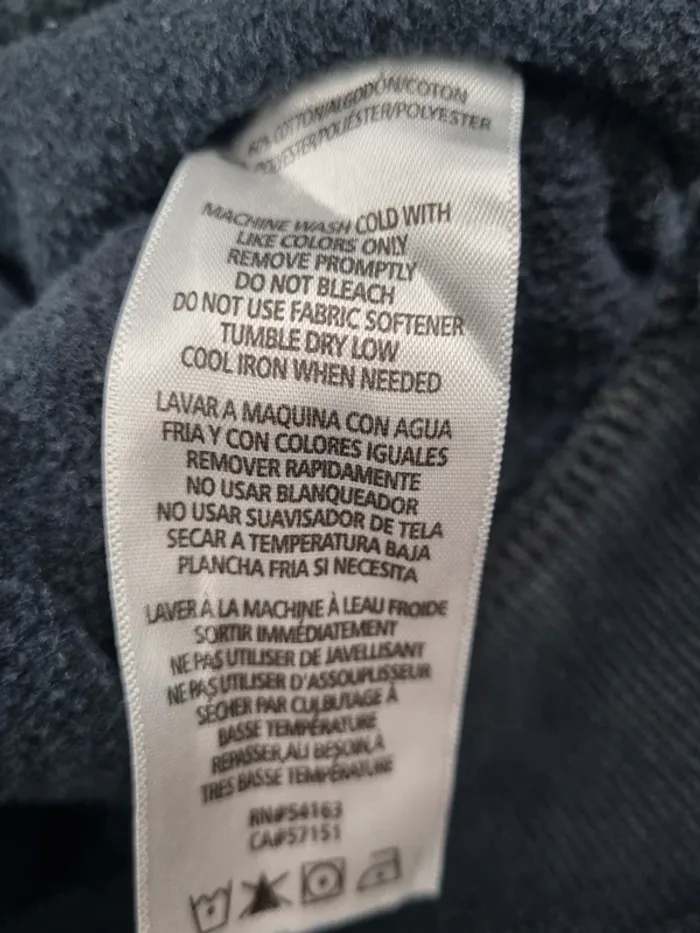 60% COTTON/ALGODÓN/COTON
POLYESTER/POLIÉSTER/POLYESTER
MACHINE WASH COLD WITH
LIKE COLORS ONLY
REMOVE PROMPTLY
DO NOT BLEACH
DO NOT USE FABRIC SOFTENER
TUMBLE DRY LOW
COOL IRON WHEN NEEDED
LAVAR A MAQUINA CON AGUA
FRIA Y CON COLORES IGUALES
REMOVER RAPIDAMENTE
NO USAR BLANQUEADOR
NO USAR SUAVISADOR DE TELA
SECAR A TEMPERATURA BAJA
PLANCHA FRIA SI NECESITA
LAVER À LA MACHINE À LEAU FROIDE
SORTIR IMMÉDIATEMENT
NE PAS UTILISER DE JAVELLISANT
NE PAS UTILISER D'ASSOUPLISSEUR
SÉCHER PAR CULBUTAGE À
BASSE TEMPÉRATURE
REPASSER,AU BESOIN,À
TRÈS BASSE TEMPÉRATURE
RN#54163
CA#57151